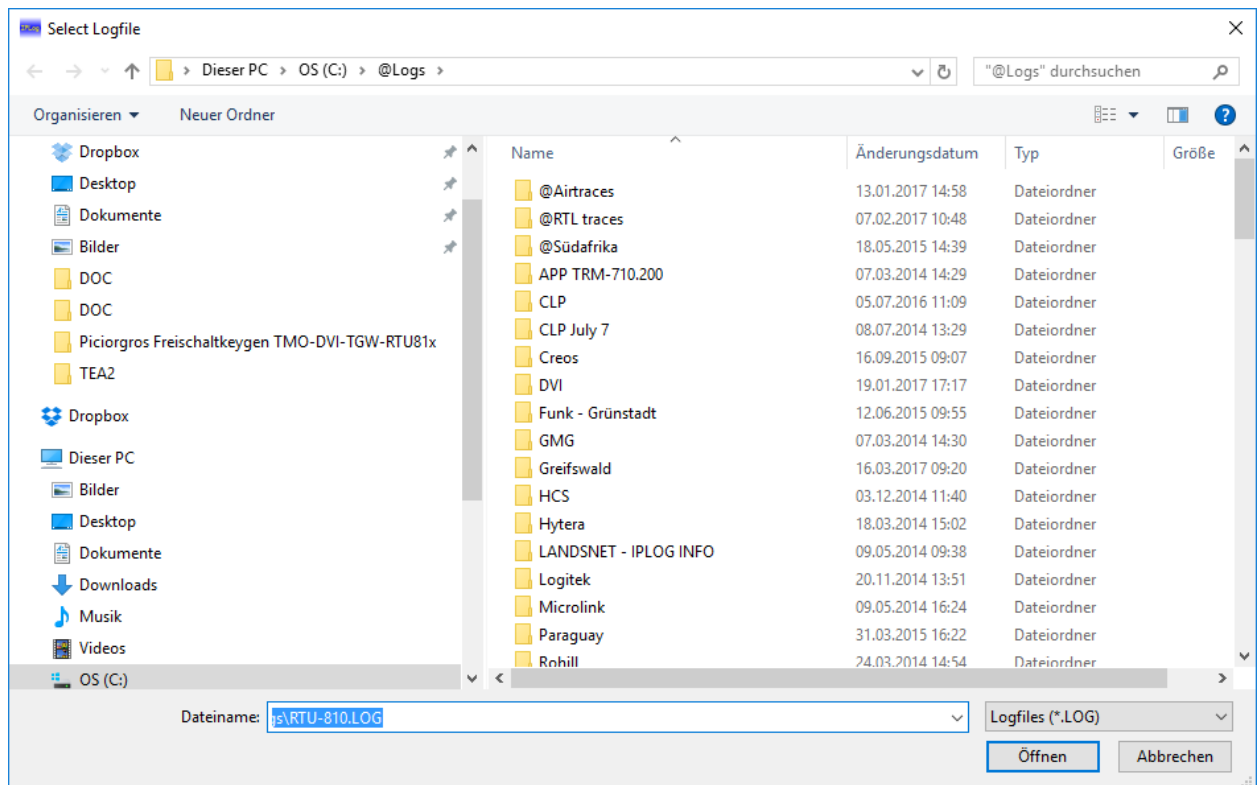 Select Logfile
Dieser PC > OS (C:) > @Logs >
"@Logs" durchsuchen
Organisieren
Neuer Ordner
Dropbox
Desktop
Dokumente
Bilder
DOC
DOC
Piciorgros Freischaltkeygen TMO-DVI-TGW-RTU81x
TEA2
Dropbox
Dieser PC
Bilder
Desktop
Dokumente
Downloads
Musik
Videos
OS (C:)
Name Änderungsdatum Typ Größe
@Airtraces 13.01.2017 14:58 Dateiordner
@RTL traces 07.02.2017 10:48 Dateiordner
@Südafrika 18.05.2015 14:39 Dateiordner
APP TRM-710.200 07.03.2014 14:29 Dateiordner
CLP 05.07.2016 11:09 Dateiordner
CLP July 7 08.07.2014 13:29 Dateiordner
Creos 16.09.2015 09:07 Dateiordner
DVI 19.01.2017 17:17 Dateiordner
Funk - Grünstadt 12.06.2015 09:55 Dateiordner
GMG 07.03.2014 14:30 Dateiordner
Greifswald 16.03.2017 09:20 Dateiordner
HCS 03.12.2014 11:40 Dateiordner
Hytera 18.03.2014 15:02 Dateiordner
LANDSNET - IPLOG INFO 09.05.2014 09:38 Dateiordner
Logitek 20.11.2014 13:51 Dateiordner
Microlink 09.05.2014 16:24 Dateiordner
Paraguay 31.03.2015 16:22 Dateiordner
Rohill 24.03.2014 14:54 Dateiordner
Dateiname: gs\RTU-810.LOG
Logfiles (*.LOG)
Öffnen
Abbrechen